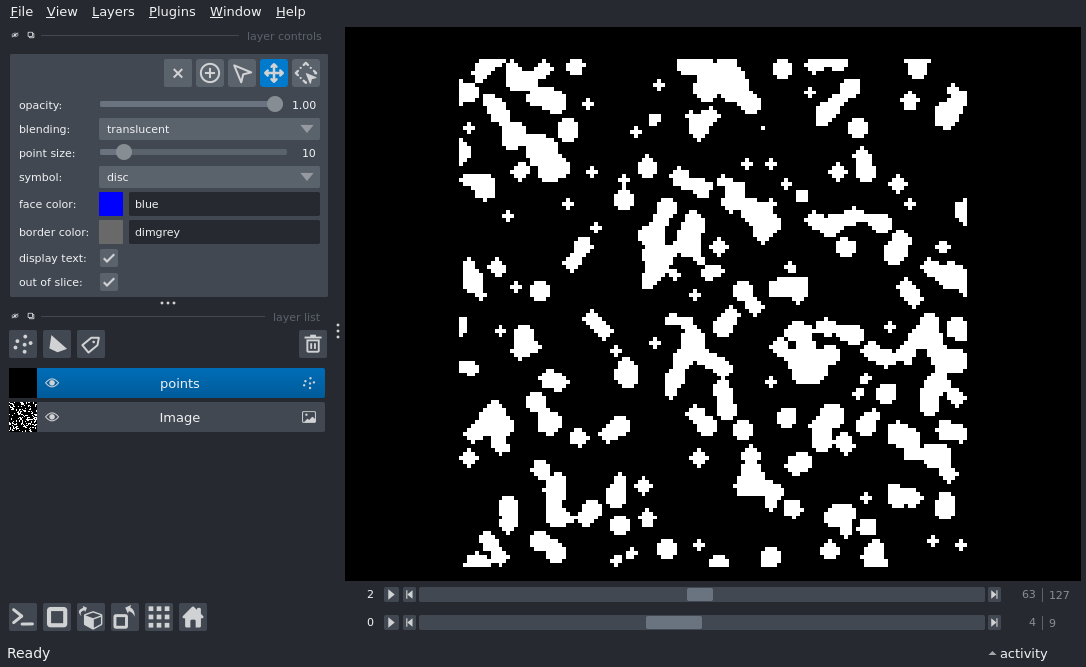 File View Layers Plugins Window Help
layer controls
opacity: 1.00
blending: translucent
point size: 10
symbol: disc
face color: blue
border color: dimgrey
display text:
out of slice:
layer list
points
Image
2 63 127
0 4 9
Ready activity